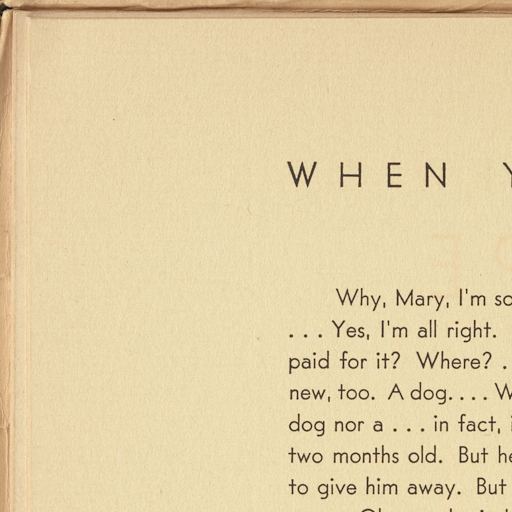 WHEN
Why, Mary, I'm so
. . . Yes, I'm all right.
paid for it? Where? .
new, too. A dog. . . .
dog nor a . . . in fact,
two months old. But he
to give him away. But